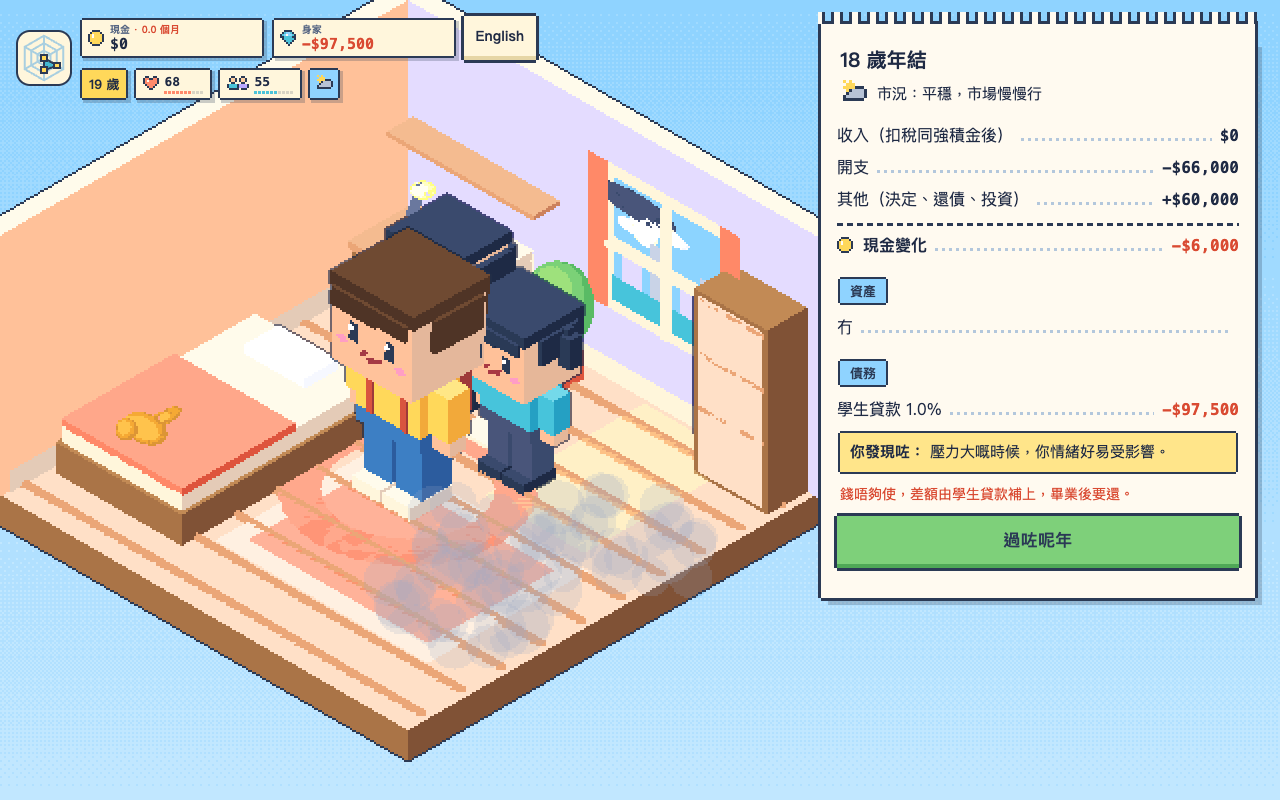 現金 · 0.0 個月
$0
身家
−$97,500
English
19 歲
68
55
18 歲年結
市況：平穩，市場慢慢行
收入（扣稅同強積金後） $0
開支 −$66,000
其他（決定、還債、投資） +$60,000
現金變化 −$6,000
資產
冇
債務
學生貸款 1.0% −$97,500
你發現咗： 壓力大嘅時候，你情緒好易受影響。
錢唔夠使，差額由學生貸款補上，畢業後要還。
過咗呢年